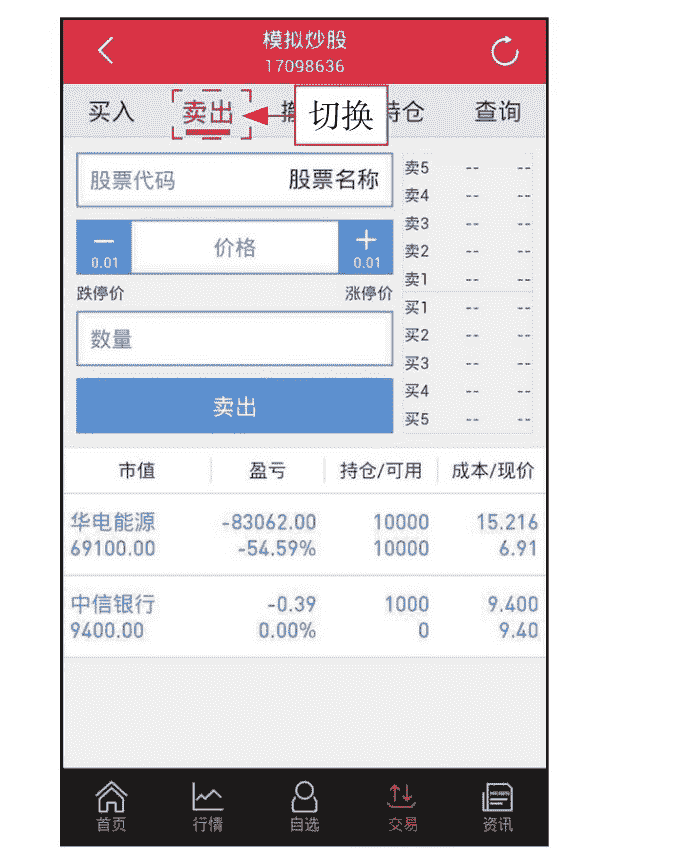 模拟炒股
17098636
买入 卖出 切换 持仓 查询
股票代码 股票名称
0.01 价格 0.01
跌停价 涨停价
数量
卖出
卖5 -- --
卖4 -- --
卖3 -- --
卖2 -- --
卖1 -- --
买1 -- --
买2 -- --
买3 -- --
买4 -- --
买5 -- --
市值 盈亏 持仓/可用 成本/现价
华电能源 -83062.00 10000 15.216
69100.00 -54.59% 10000 6.91
中信银行 -0.39 1000 9.400
9400.00 0.00% 0 9.40
首页 行情 自选 交易 资讯